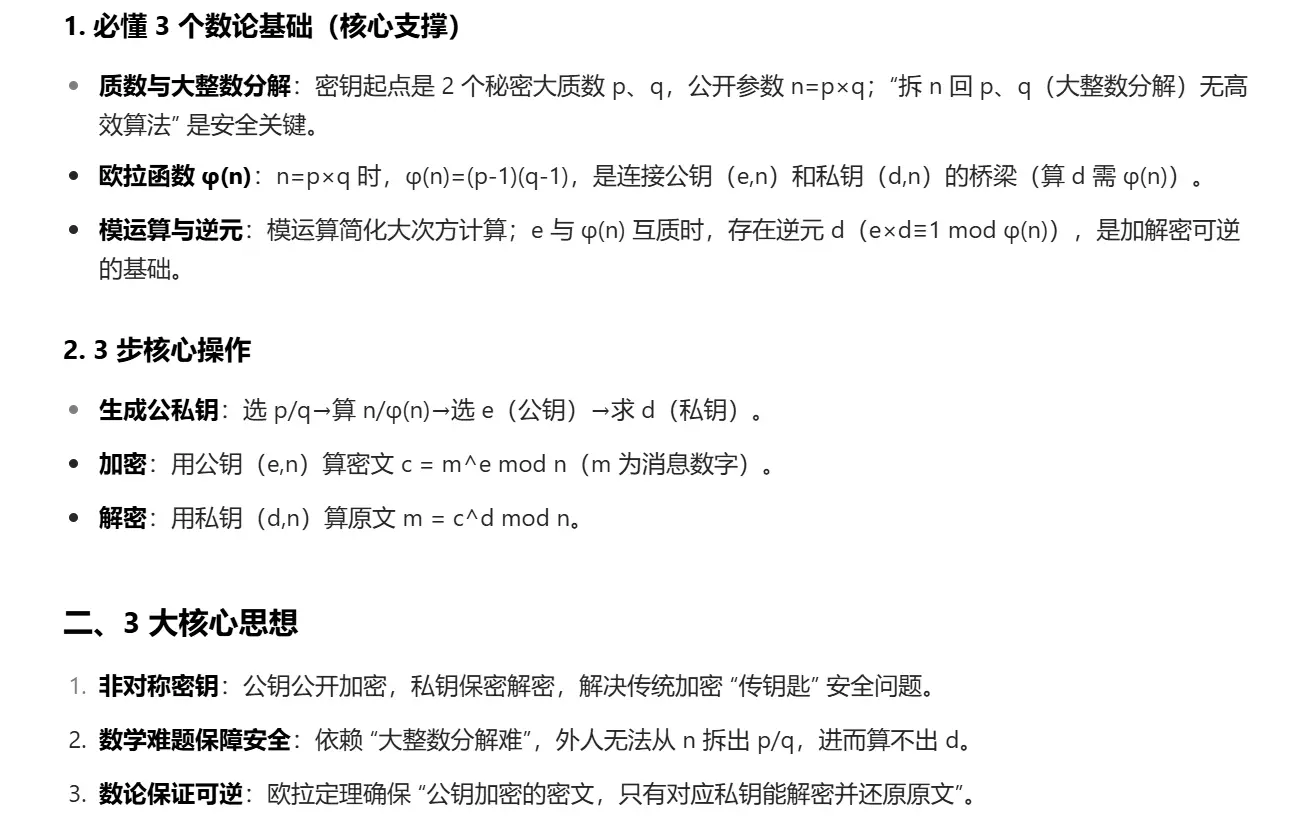 1. 必懂 3 个数论基础（核心支撑）
• 质数与大整数分解：密钥起点是 2 个秘密大质数 p、q，公开参数 n=p×q；“拆 n 回 p、q（大整数分解）无高
效算法” 是安全关键。
• 欧拉函数 φ(n)：n=p×q 时，φ(n)=(p-1)(q-1)，是连接公钥（e,n）和私钥（d,n）的桥梁（算 d 需 φ(n)）。
• 模运算与逆元：模运算简化大次方计算；e 与 φ(n) 互质时，存在逆元 d（e×d≡1 mod φ(n)），是加解密可逆
的基础。
2. 3 步核心操作
• 生成公私钥：选 p/q→算 n/φ(n)→选 e（公钥）→求 d（私钥）。
• 加密：用公钥（e,n）算密文 c = m^e mod n（m 为消息数字）。
• 解密：用私钥（d,n）算原文 m = c^d mod n。
二、3 大核心思想
1. 非对称密钥：公钥公开加密，私钥保密解密，解决传统加密 “传钥匙” 安全问题。
2. 数学难题保障安全：依赖 “大整数分解难”，外人无法从 n 拆出 p/q，进而算不出 d。
3. 数论保证可逆：欧拉定理确保 “公钥加密的密文，只有对应私钥能解密并还原原文”。